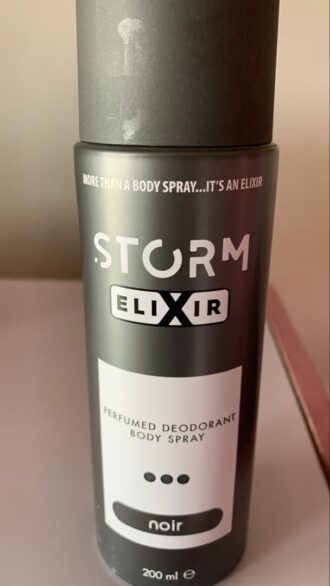 MORE THAN A BODY SPRAY...IT'S AN ELIXIR
STORM
ELIXIR
PERFUMED DEODORANT
BODY SPRAY
noir
200 ml ℮